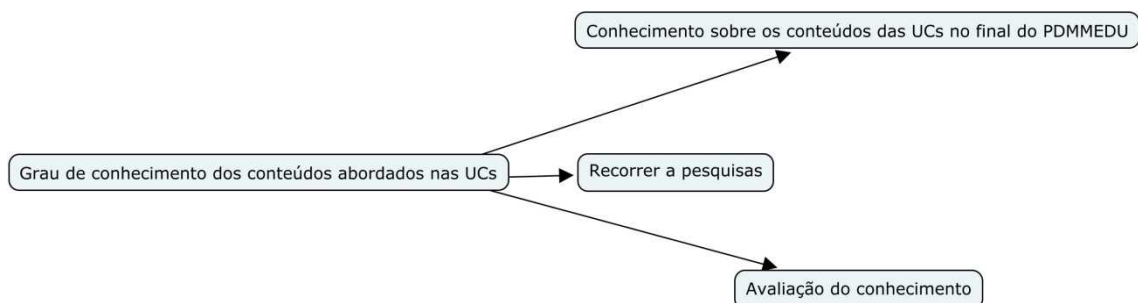 Conhecimento sobre os conteúdos das UCs no final do PDMMEDU
Grau de conhecimento dos conteúdos abordados nas UCs
Recorrer a pesquisas
Avaliação do conhecimento